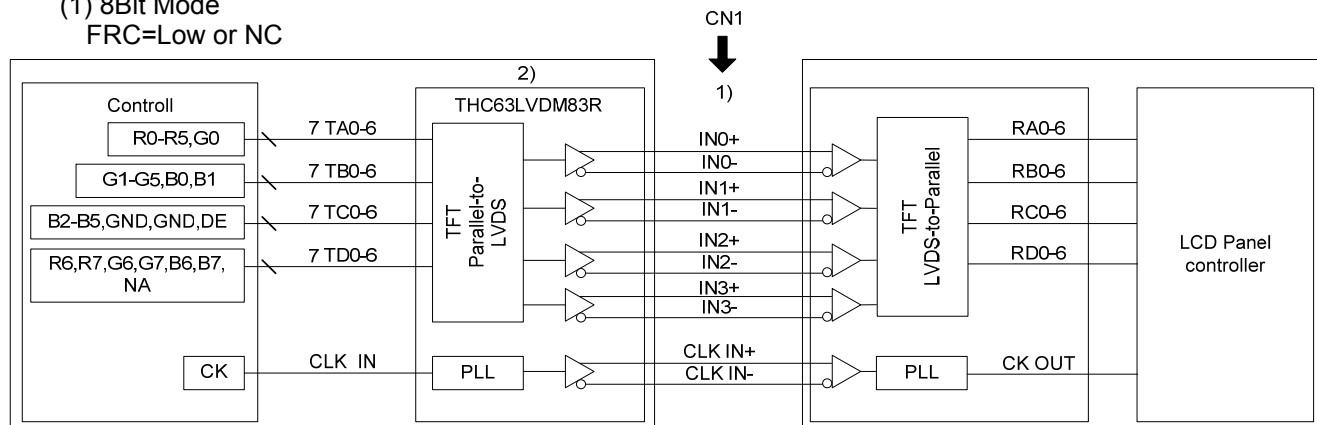 (1) 8Bit Mode
FRC=Low or NC
CN1
2)
1)
Controll
THC63LVDM83R
R0-R5,G0
7 TA0-6
IN0+
IN0-
RA0-6
G1-G5,B0,B1
7 TB0-6
IN1+
IN1-
RB0-6
B2-B5,GND,GND,DE
7 TC0-6
IN2+
IN2-
RC0-6
R6,R7,G6,G7,B6,B7,
NA
7 TD0-6
IN3+
IN3-
RD0-6
TFT
Parallel-to-
LVDS
TFT
LVDS-to-Parallel
LCD Panel
controller
CK
CLK IN
PLL
CLK IN+
CLK IN-
PLL
CK OUT